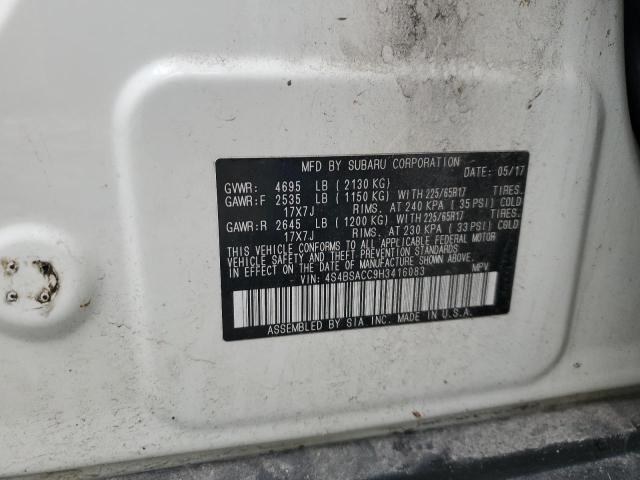 MFD BY SUBARU CORPORATION
DATE: 05/17
GVWR: 4695 LB (2130 KG)
GAWR:F 2535 LB (1150 KG) WITH 225/65R17 TIRES.
17X7J RIMS. AT 240 KPA (35 PSI) COLD
GAWR:R 2645 LB (1200 KG) WITH 225/65R17 TIRES.
17X7J RIMS. AT 230 KPA (33 PSI) COLD
THIS VEHICLE CONFORMS TO ALL APPLICABLE FEDERAL MOTOR
VEHICLE SAFETY, BUMPER, AND THEFT PREVENTION STANDARDS
IN EFFECT ON THE DATE OF MANUFACTURE SHOWN ABOVE.
VIN: 4S4BSACC9H3416083 MPV
ASSEMBLED BY SIA INC. MADE IN U.S.A.